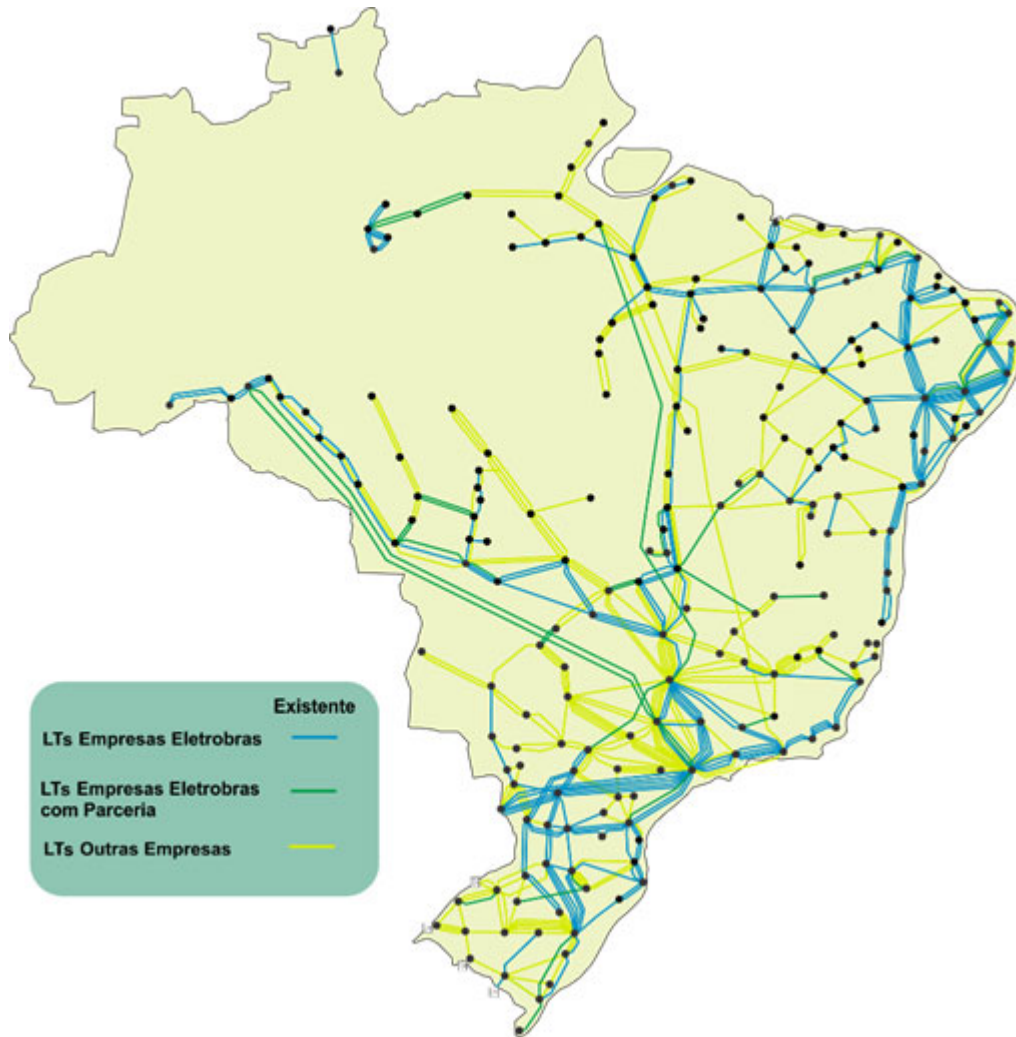 Existente
LTs Empresas Eletrobras
LTs Empresas Eletrobras
com Parceria
LTs Outras Empresas